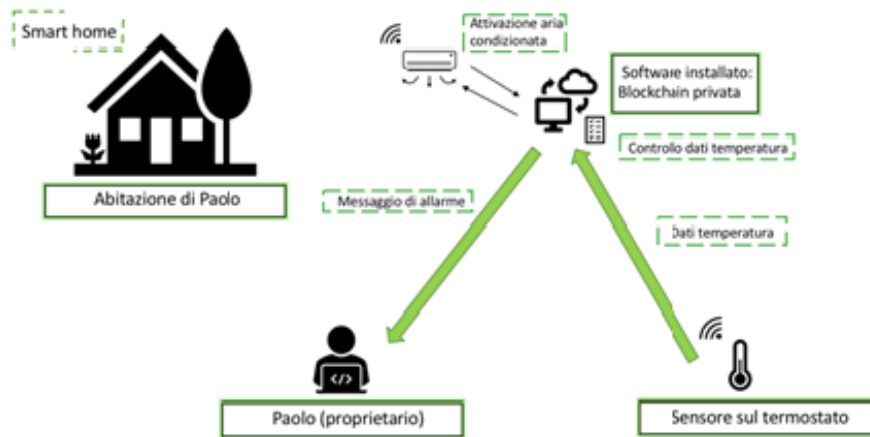 Smart home
Attivazione aria
condizionata
Software installato:
Blockchain privata
Controllo dati temperatura
Abitazione di Paolo
Messaggio di allarme
Dati temperatura
Paolo (proprietario)
Sensore sul termostato